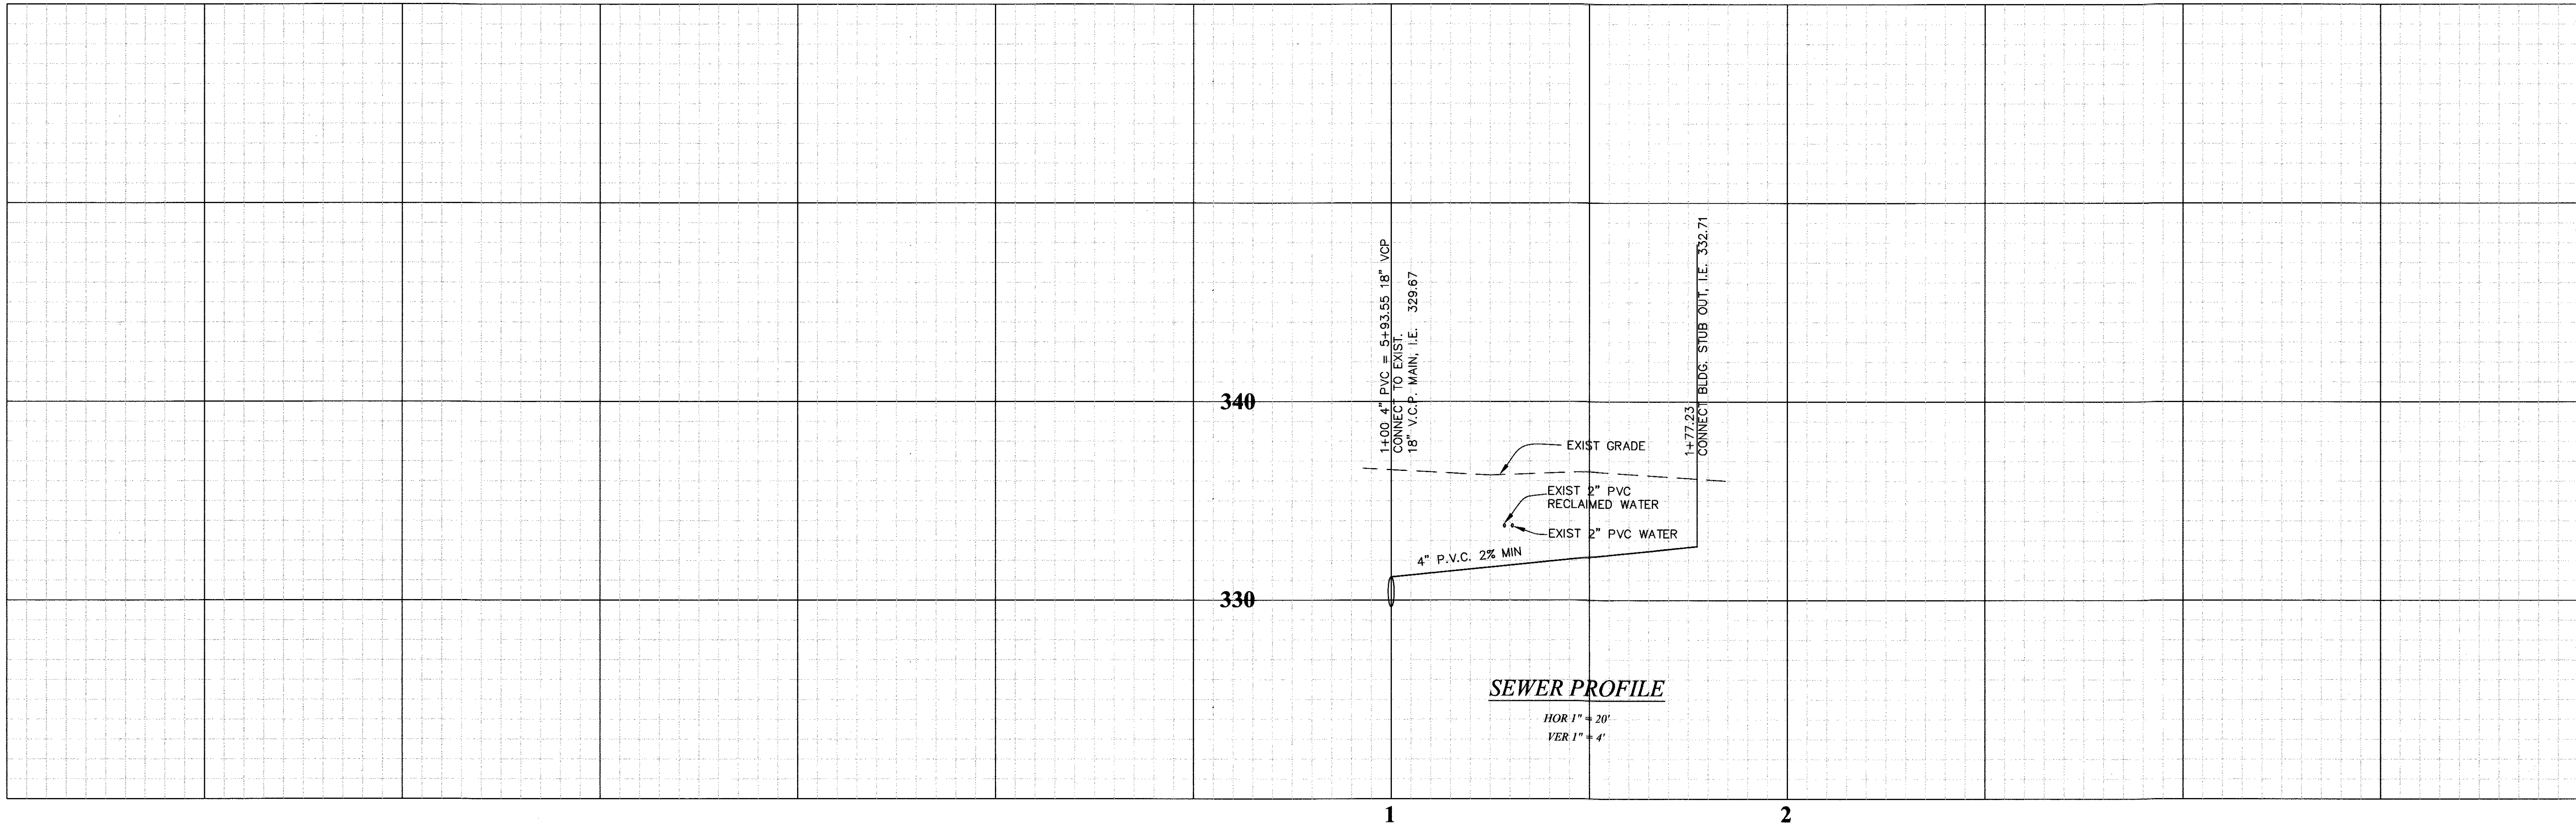 1+00 4" PVC = 5+93.55 18" VCP
CONNECT TO EXIST.
18" V.C.P. MAIN, I.E. 329.67
1+77.23
CONNECT BLDG. STUB OUT, I.E. 332.71
340
EXIST GRADE
EXIST 2" PVC
RECLAIMED WATER
EXIST 2" PVC WATER
4" P.V.C. 2% MIN
330
SEWER PROFILE
HOR 1" = 20'
VER 1" = 4'
1
2